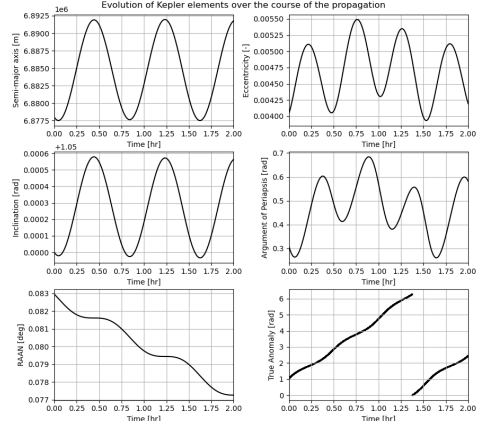 Evolution of Kepler elements over the course of the propagation
1e6
Semi-major axis [m]
6.8925
6.8900
6.8875
6.8850
6.8825
6.8800
6.8775
0.00 0.25 0.50 0.75 1.00 1.25 1.50 1.75 2.00
Time [hr]
Eccentricity [-]
0.00550
0.00525
0.00500
0.00475
0.00450
0.00425
0.00400
0.00 0.25 0.50 0.75 1.00 1.25 1.50 1.75 2.00
Time [hr]
+1.05
Inclination [rad]
0.0006
0.0005
0.0004
0.0003
0.0002
0.0001
0.0000
0.00 0.25 0.50 0.75 1.00 1.25 1.50 1.75 2.00
Time [hr]
Argument of Periapsis [rad]
0.7
0.6
0.5
0.4
0.3
0.00 0.25 0.50 0.75 1.00 1.25 1.50 1.75 2.00
Time [hr]
RAAN [deg]
0.083
0.082
0.081
0.080
0.079
0.078
0.077
0.00 0.25 0.50 0.75 1.00 1.25 1.50 1.75 2.00
Time [hr]
True Anomaly [rad]
6
5
4
3
2
1
0
0.00 0.25 0.50 0.75 1.00 1.25 1.50 1.75 2.00
Time [hr]